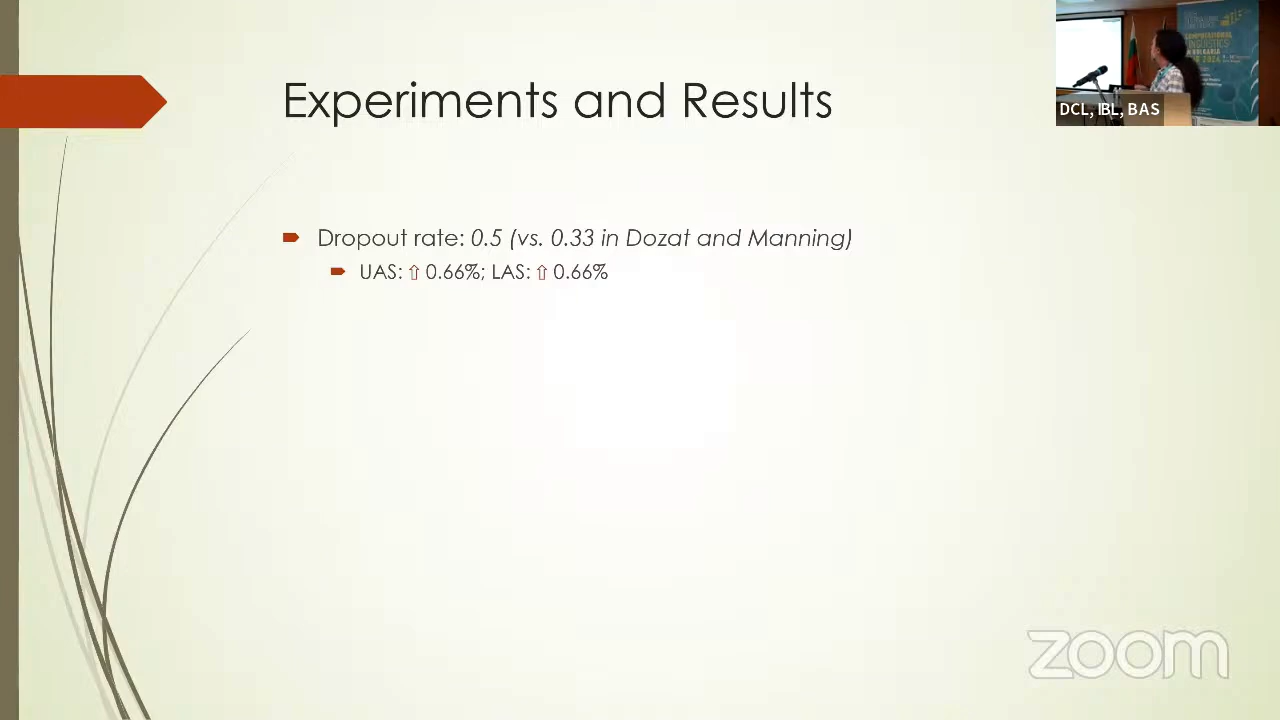 Experiments and Results
DCL, IBL, BAS
Dropout rate: 0.5 (vs. 0.33 in Dozat and Manning)
UAS: ⇧ 0.66%; LAS: ⇧ 0.66%
zoom